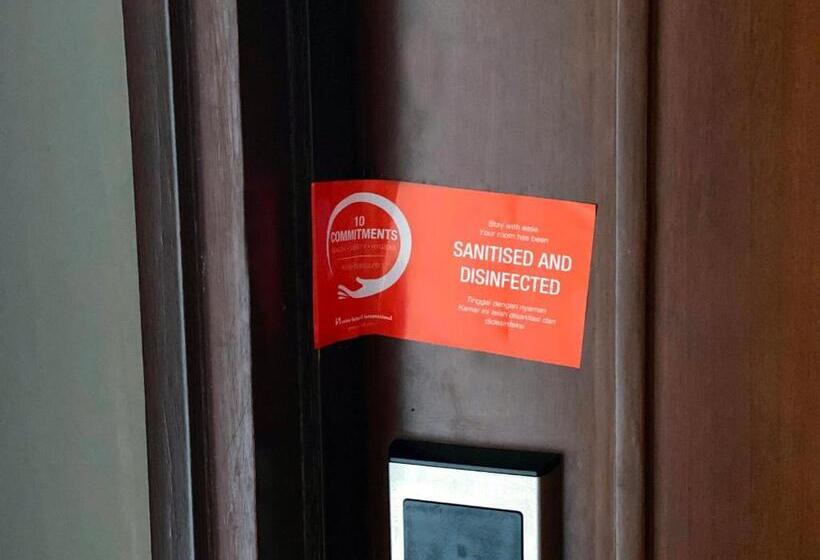 10
COMMITMENTS
Stay with ease
Your room has been
SANITISED AND
DISINFECTED
Tinggal dengan nyaman
Kamar ini telah disanitasi dan
didisinfeksi